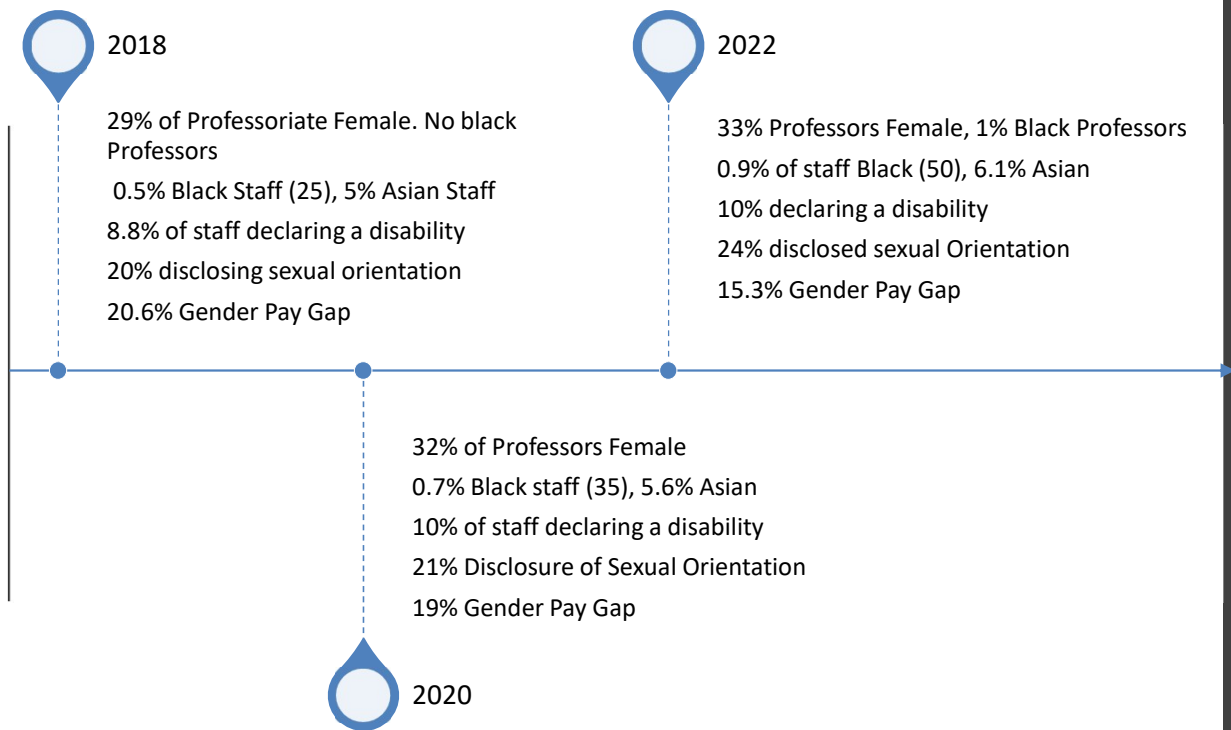 2018
29% of Professoriate Female. No black
Professors
0.5% Black Staff (25), 5% Asian Staff
8.8% of staff declaring a disability
20% disclosing sexual orientation
20.6% Gender Pay Gap
2022
33% Professors Female, 1% Black Professors
0.9% of staff Black (50), 6.1% Asian
10% declaring a disability
24% disclosed sexual Orientation
15.3% Gender Pay Gap
32% of Professors Female
0.7% Black staff (35), 5.6% Asian
10% of staff declaring a disability
21% Disclosure of Sexual Orientation
19% Gender Pay Gap
2020